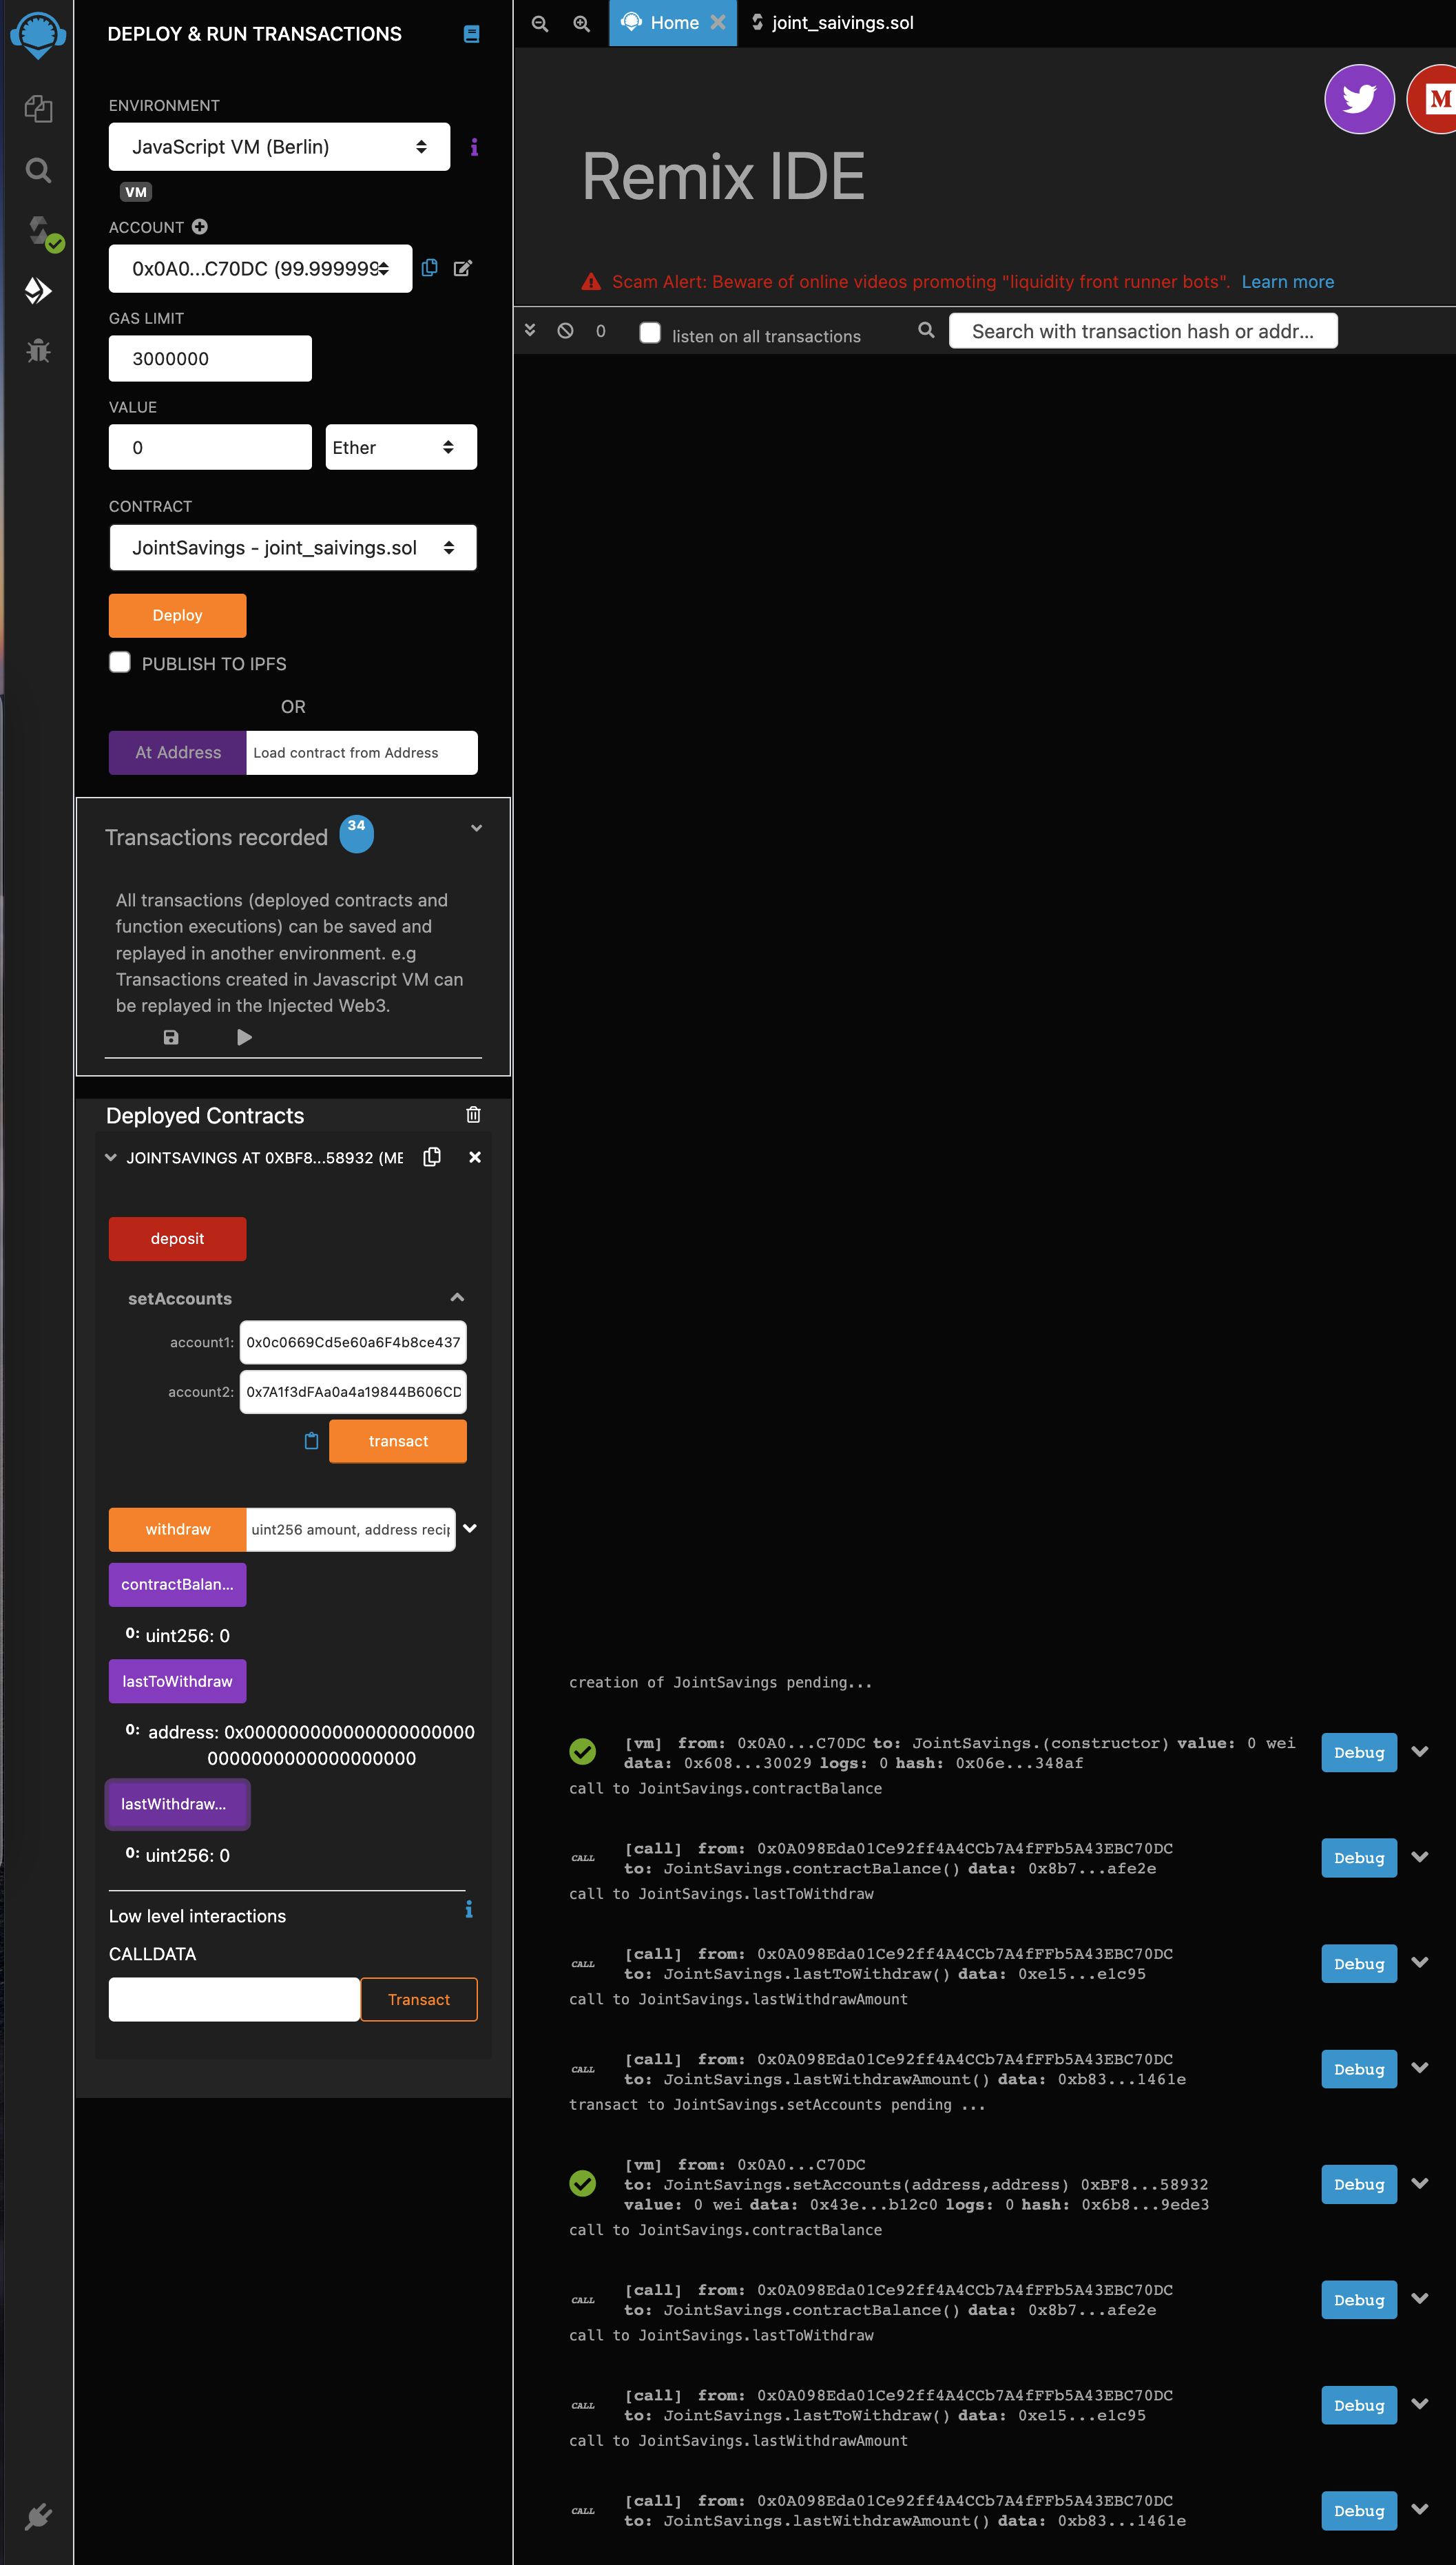 DEPLOY & RUN TRANSACTIONS
ENVIRONMENT
JavaScript VM (Berlin)
VM
ACCOUNT
0x0A0...C70DC (99.999999
GAS LIMIT
3000000
VALUE
0
Ether
CONTRACT
JointSavings - joint_saivings.sol
Deploy
PUBLISH TO IPFS
OR
At Address
Load contract from Address
Transactions recorded 34
All transactions (deployed contracts and
function executions) can be saved and
replayed in another environment. e.g
Transactions created in Javascript VM can
be replayed in the Injected Web3.
Deployed Contracts
JOINTSAVINGS AT 0XBF8...58932 (ME
deposit
setAccounts
account1: 0x0c0669Cd5e60a6F4b8ce437
account2: 0x7A1f3dFAa0a4a19844B606CD
transact
withdraw
uint256 amount, address recip
contractBalan...
0: uint256: 0
lastToWithdraw
0: address: 0x0000000000000000000000
000000000000000000
lastWithdraw...
0: uint256: 0
Low level interactions
CALLDATA
Transact
Home
joint_saivings.sol
M
Remix IDE
Scam Alert: Beware of online videos promoting "liquidity front runner bots". Learn more
0
listen on all transactions
Search with transaction hash or addr...
creation of JointSavings pending...
[vm] from: 0x0A0...C70DC to: JointSavings.(constructor) value: 0 wei
data: 0x608...30029 logs: 0 hash: 0x06e...348af
Debug
call to JointSavings.contractBalance
CALL
[call] from: 0x0A098Eda01Ce92ff4A4CCb7A4fFFb5A43EBC70DC
to: JointSavings.contractBalance() data: 0x8b7...afe2e
Debug
call to JointSavings.lastToWithdraw
CALL
[call] from: 0x0A098Eda01Ce92ff4A4CCb7A4fFFb5A43EBC70DC
to: JointSavings.lastToWithdraw() data: 0xe15...e1c95
Debug
call to JointSavings.lastWithdrawAmount
CALL
[call] from: 0x0A098Eda01Ce92ff4A4CCb7A4fFFb5A43EBC70DC
to: JointSavings.lastWithdrawAmount() data: 0xb83...1461e
Debug
transact to JointSavings.setAccounts pending ...
[vm] from: 0x0A0...C70DC
to: JointSavings.setAccounts(address,address) 0xBF8...58932
value: 0 wei data: 0x43e...b12c0 logs: 0 hash: 0x6b8...9ede3
Debug
call to JointSavings.contractBalance
CALL
[call] from: 0x0A098Eda01Ce92ff4A4CCb7A4fFFb5A43EBC70DC
to: JointSavings.contractBalance() data: 0x8b7...afe2e
Debug
call to JointSavings.lastToWithdraw
CALL
[call] from: 0x0A098Eda01Ce92ff4A4CCb7A4fFFb5A43EBC70DC
to: JointSavings.lastToWithdraw() data: 0xe15...e1c95
Debug
call to JointSavings.lastWithdrawAmount
CALL
[call] from: 0x0A098Eda01Ce92ff4A4CCb7A4fFFb5A43EBC70DC
to: JointSavings.lastWithdrawAmount() data: 0xb83...1461e
Debug